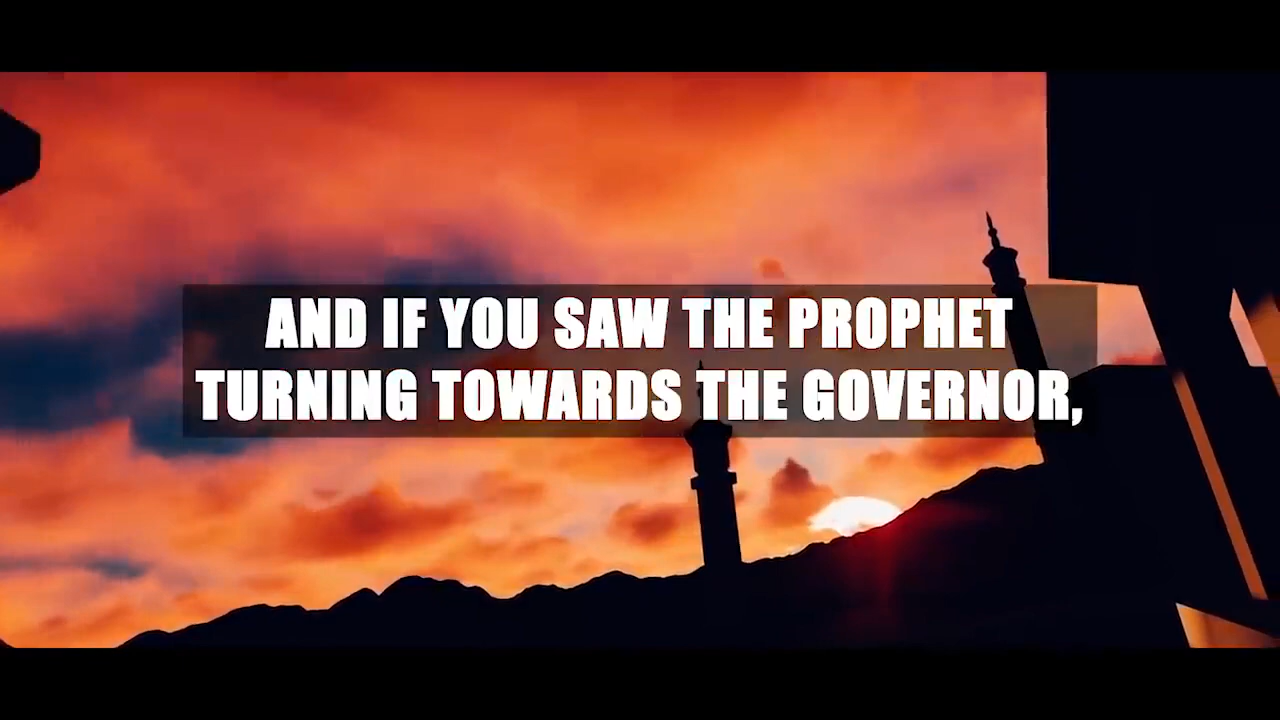 AND IF YOU SAW THE PROPHET
TURNING TOWARDS THE GOVERNOR,